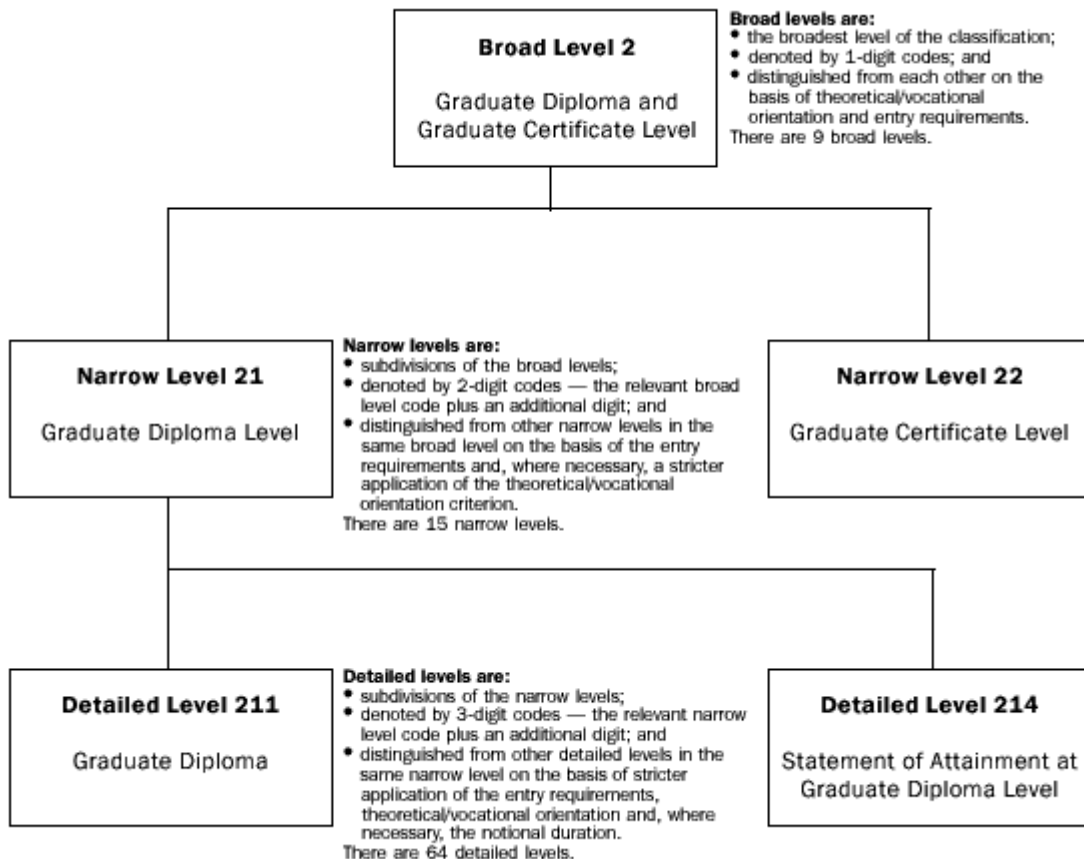 Broad Level 2
Graduate Diploma and
Graduate Certificate Level
Broad levels are:
• the broadest level of the classification;
• denoted by 1-digit codes; and
• distinguished from each other on the
basis of theoretical/vocational
orientation and entry requirements.
There are 9 broad levels.
Narrow Level 21
Graduate Diploma Level
Narrow levels are:
• subdivisions of the broad levels;
• denoted by 2-digit codes — the relevant broad
level code plus an additional digit; and
• distinguished from other narrow levels in the
same broad level on the basis of the entry
requirements and, where necessary, a stricter
application of the theoretical/vocational
orientation criterion.
There are 15 narrow levels.
Narrow Level 22
Graduate Certificate Level
Detailed Level 211
Graduate Diploma
Detailed levels are:
• subdivisions of the narrow levels;
• denoted by 3-digit codes — the relevant narrow
level code plus an additional digit; and
• distinguished from other detailed levels in the
same narrow level on the basis of stricter
application of the entry requirements,
theoretical/vocational orientation and, where
necessary, the notional duration.
There are 64 detailed levels.
Detailed Level 214
Statement of Attainment at
Graduate Diploma Level